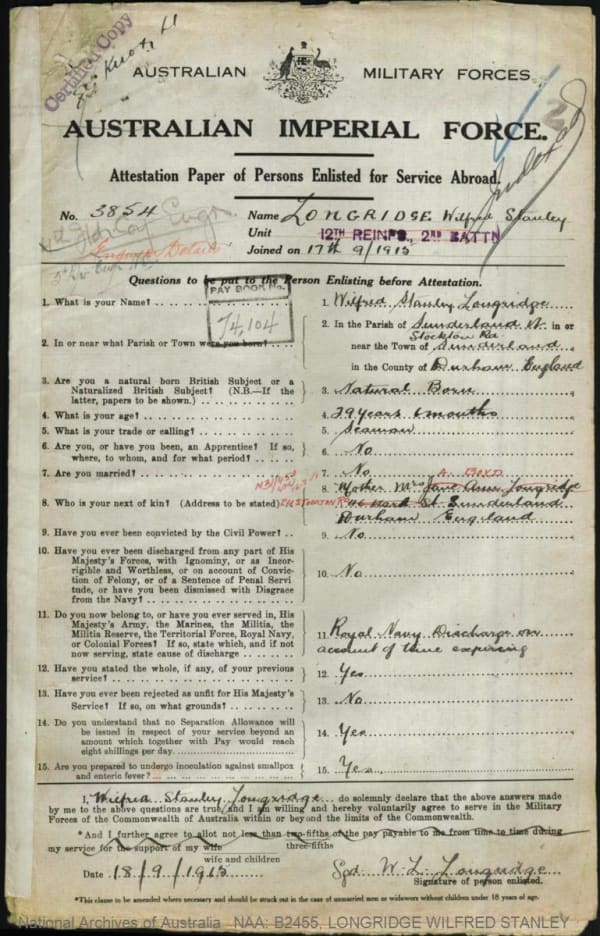 Certified Copy
AUSTRALIAN MILITARY FORCES.
AUSTRALIAN IMPERIAL FORCE.
Attestation Paper of Persons Enlisted for Service Abroad.
No. 3854 Name LONGRIDGE Wilfred Stanley
Unit 12TH REINFS., 2ND BATTN
Joined on 17th 9/1915
Questions to be put to the Person Enlisting before Attestation.
PAY BOOK No.
74,104
1. What is your Name? 1. Wilfred Stanley Longridge
2. In or near what Parish or Town were you born? 2. In the Parish of Sunderland in or
Stockton Rd
near the Town of Sunderland
in the County of Durham England
3. Are you a natural born British Subject or a
Naturalized British Subject? (N.B.—If the
latter, papers to be shown.) 3. Natural Born
4. What is your age? 4. 29 years 6 months
5. What is your trade or calling? 5. Seaman
6. Are you, or have you been, an Apprentice? If so,
where, to whom, and for what period? 6. No
7. Are you married? 7. No
8. Who is your next of kin? (Address to be stated) 8. Mother Mrs Jane Ann Longridge
St Sunderland
Durham England
9. Have you ever been convicted by the Civil Power? 9. No
10. Have you ever been discharged from any part of His
Majesty's Forces, with Ignominy, or as Incor-
rigible and Worthless, or on account of Convic-
tion of Felony, or of a Sentence of Penal Servi
tude, or have you been Dismissed with Disgrace
from the Navy? 10. No
11. Do you now belong to, or have you ever served in, His
Majesty's Army, the Marines, the Militia, the
Militia Reserve, the Territorial Force, Royal Navy,
or Colonial Forces? If so, state which, and if not
now serving, state cause of discharge 11. Royal Navy Discharge on
account of time expiring
12. Have you stated the whole, if any, of your previous
service? 12. Yes
13. Have you ever been rejected as unfit for His Majesty's
Service? If so, on what grounds? 13. No
14. Do you understand that no Separation Allowance will
be issued in respect of your service beyond an
amount which together with Pay would reach
eight shillings per day. 14. Yes
15. Are you prepared to undergo inoculation against smallpox
and enteric fever? 15. Yes
I, Wilfred Stanley Longridge do solemnly declare that the above answers made
by me to the above questions are true, and I am willing and hereby voluntarily agree to serve in the Military
Forces of the Commonwealth of Australia within or beyond the limits of the Commonwealth.
*And I further agree to allot not less than two-fifths of the pay payable to me from time to time during
three-fifths
my service for the support of my wife
wife and children
Date 18/9/1915 Sgd W. S. Longridge
Signature of person enlisted.
*This clause to be amended where necessary and should be struck out in the case of unmarried men or widowers without children under 18 years of age.
National Archives of Australia NAA: B2455, LONGRIDGE WILFRED STANLEY